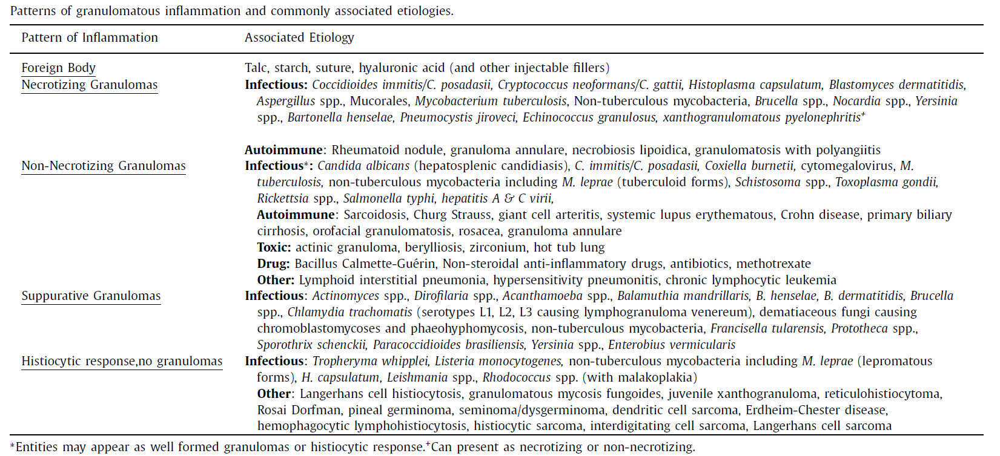 Patterns of granulomatous inflammation and commonly associated etiologies.
Pattern of Inflammation Associated Etiology
Foreign Body Talc, starch, suture, hyaluronic acid (and other injectable fillers)
Necrotizing Granulomas Infectious: Coccidioides immitis/C. posadasii, Cryptococcus neoformans/C. gattii, Histoplasma capsulatum, Blastomyces dermatitidis,
Aspergillus spp., Mucorales, Mycobacterium tuberculosis, Non-tuberculous mycobacteria, Brucella spp., Nocardia spp., Yersinia
spp., Bartonella henselae, Pneumocystis jiroveci, Echinococcus granulosus, xanthogranulomatous pyelonephritis+
Autoimmune: Rheumatoid nodule, granuloma annulare, necrobiosis lipoidica, granulomatosis with polyangiitis
Non-Necrotizing Granulomas Infectious*: Candida albicans (hepatosplenic candidiasis), C. immitis/C. posadasii, Coxiella burnetii, cytomegalovirus, M.
tuberculosis, non-tuberculous mycobacteria including M. leprae (tuberculoid forms), Schistosoma spp., Toxoplasma gondii,
Rickettsia spp., Salmonella typhi, hepatitis A & C virii,
Autoimmune: Sarcoidosis, Churg Strauss, giant cell arteritis, systemic lupus erythematous, Crohn disease, primary biliary
cirrhosis, orofacial granulomatosis, rosacea, granuloma annulare
Toxic: actinic granuloma, berylliosis, zirconium, hot tub lung
Drug: Bacillus Calmette-Guérin, Non-steroidal anti-inflammatory drugs, antibiotics, methotrexate
Other: Lymphoid interstitial pneumonia, hypersensitivity pneumonitis, chronic lymphocytic leukemia
Suppurative Granulomas Infectious: Actinomyces spp., Dirofilaria spp., Acanthamoeba spp., Balamuthia mandrillaris, B. henselae, B. dermatitidis, Brucella
spp., Chlamydia trachomatis (serotypes L1, L2, L3 causing lymphogranuloma venereum), dematiaceous fungi causing
chromoblastomycoses and phaeohyphomycosis, non-tuberculous mycobacteria, Francisella tularensis, Prototheca spp.,
Sporothrix schenckii, Paracoccidioides brasiliensis, Yersinia spp., Enterobius vermicularis
Histiocytic response,no granulomas Infectious: Tropheryma whipplei, Listeria monocytogenes, non-tuberculous mycobacteria including M. leprae (lepromatous
forms), H. capsulatum, Leishmania spp., Rhodococcus spp. (with malakoplakia)
Other: Langerhans cell histiocytosis, granulomatous mycosis fungoides, juvenile xanthogranuloma, reticulohistiocytoma,
Rosai Dorfman, pineal germinoma, seminoma/dysgerminoma, dendritic cell sarcoma, Erdheim-Chester disease,
hemophagocytic lymphohistiocytosis, histiocytic sarcoma, interdigitating cell sarcoma, Langerhans cell sarcoma
*Entities may appear as well formed granulomas or histiocytic response.+Can present as necrotizing or non-necrotizing.